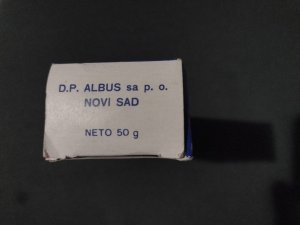 D.P. ALBUS sa p. o.
NOVI SAD
NETO 50 g